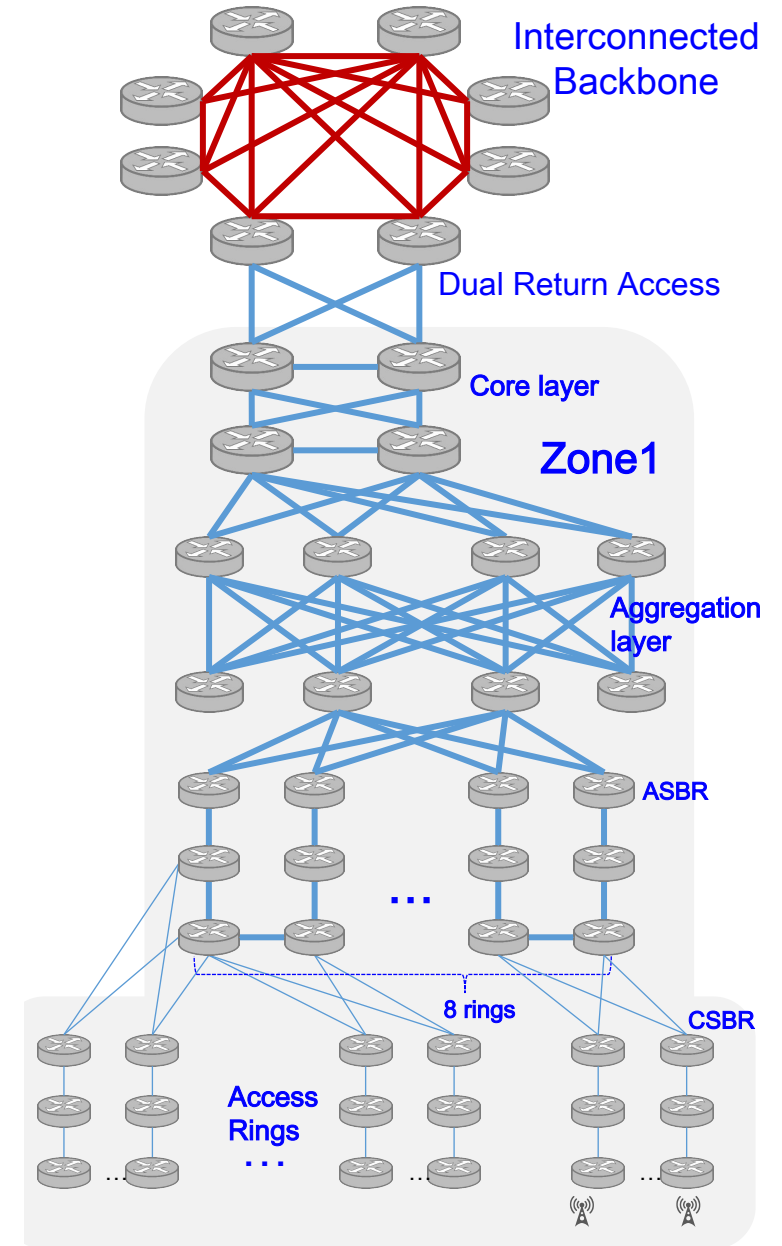 Interconnected
Backbone
Dual Return Access
Core layer
Zone1
Aggregation
layer
ASBR
...
8 rings
CSBR
Access
Rings
...
... ... ...